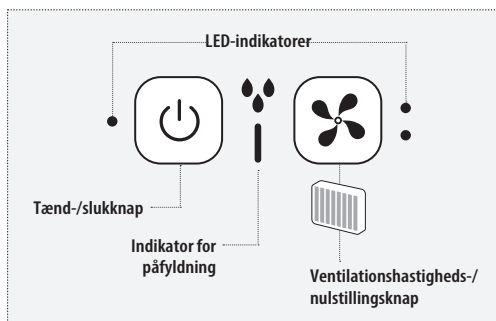 LED-indikatorer
Tænd-/slukknap
Indikator for
påfyldning
Ventilationshastigheds-/
nulstillingsknap